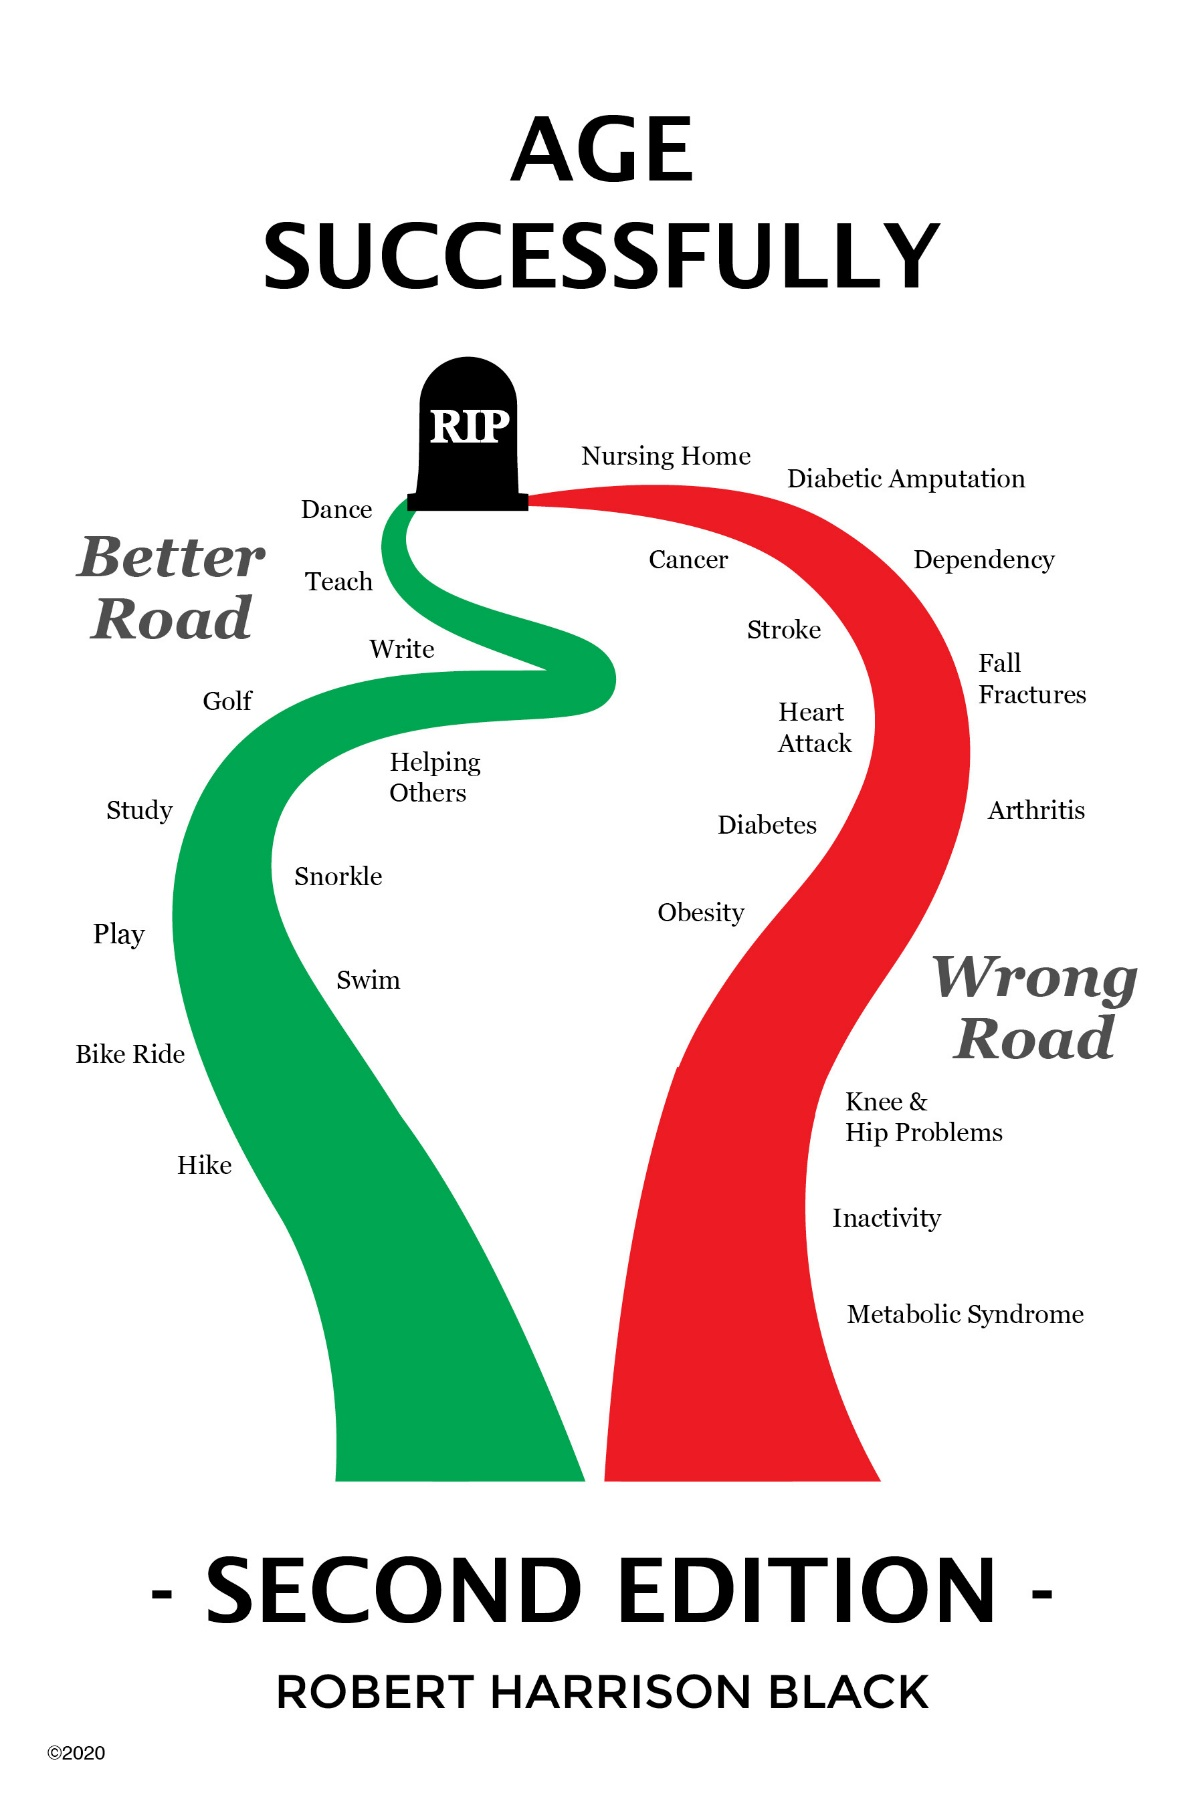 AGE
SUCCESSFULLY
RIP
Nursing Home
Diabetic Amputation
Dance
Better
Road
Cancer
Dependency
Teach
Stroke
Write
Fall
Fractures
Golf
Heart
Attack
Helping
Others
Study
Diabetes
Arthritis
Snorkle
Obesity
Play
Swim
Wrong
Road
Bike Ride
Knee &
Hip Problems
Hike
Inactivity
Metabolic Syndrome
- SECOND EDITION -
ROBERT HARRISON BLACK
©2020